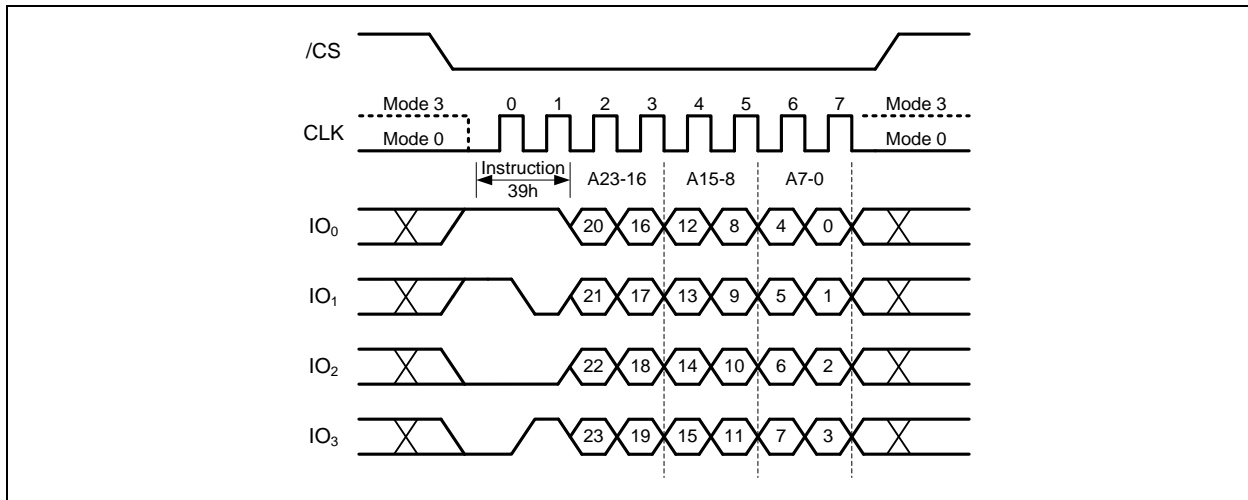 /CS
Mode 3 0 1 2 3 4 5 6 7 Mode 3
CLK
Mode 0 Mode 0
Instruction
39h
A23-16 A15-8 A7-0
IO₀ 20 16 12 8 4 0
IO₁ 21 17 13 9 5 1
IO₂ 22 18 14 10 6 2
IO₃ 23 19 15 11 7 3